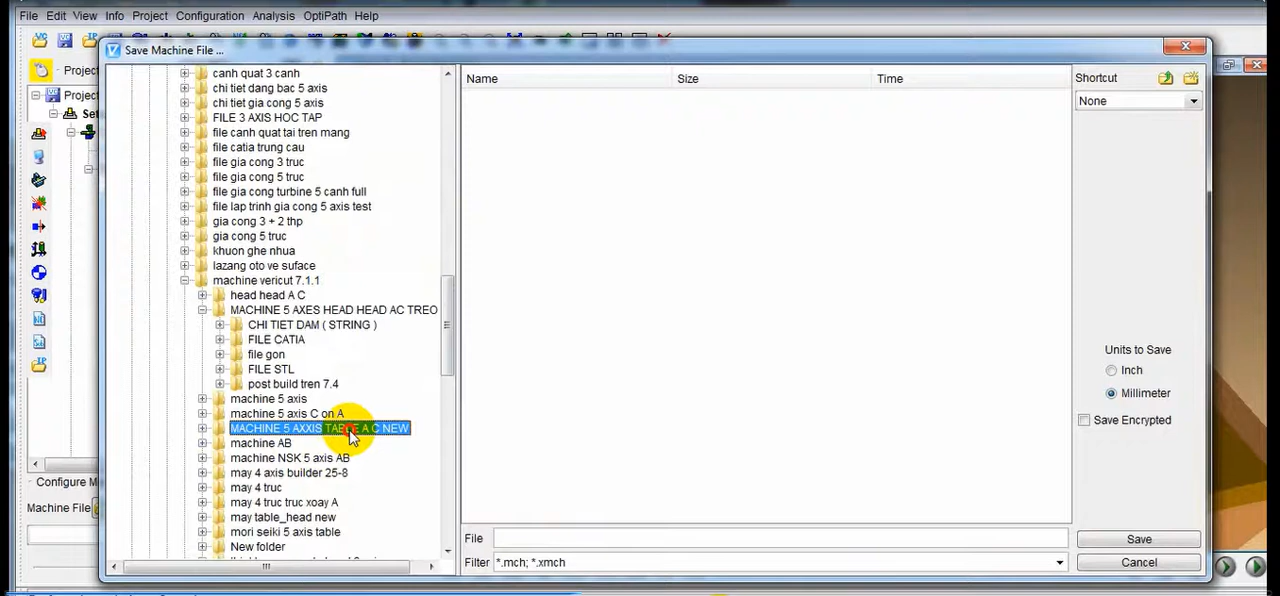 File Edit View Info Project Configuration Analysis OptiPath Help
Save Machine File ...
Project
Project
Set
Configure M
Machine File
canh quat 3 canh
chi tiet dang bac 5 axis
chi tiet gia cong 5 axis
FILE 3 AXIS HOC TAP
file canh quat tai tren mang
file catia trung cau
file gia cong 3 truc
file gia cong 5 truc
file gia cong turbine 5 canh full
file lap trinh gia cong 5 axis test
gia cong 3 + 2 thp
gia cong 5 truc
khuon ghe nhua
lazang oto ve suface
machine vericut 7.1.1
head head A C
MACHINE 5 AXES HEAD HEAD AC TREO
CHI TIET DAM ( STRING )
FILE CATIA
file gon
FILE STL
post build tren 7.4
machine 5 axis
machine 5 axis C on A
MACHINE 5 AXXIS TABLE A C NEW
machine AB
machine NSK 5 axis AB
may 4 axis builder 25-8
may 4 truc
may 4 truc truc xoay A
may table_head new
mori seiki 5 axis table
New folder
Name Size Time
Shortcut
None
Units to Save
Inch
Millimeter
Save Encrypted
File
Save
Filter *.mch; *.xmch
Cancel